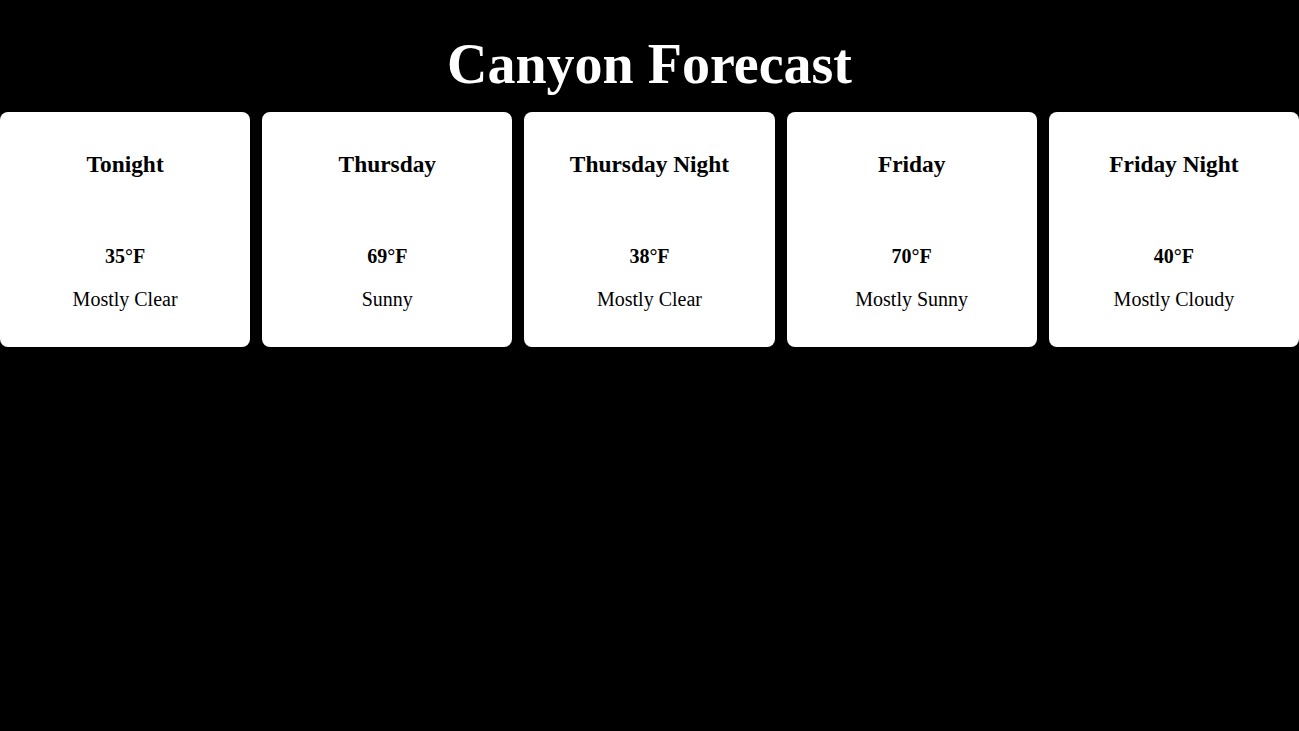 Canyon Forecast
Tonight
35°F
Mostly Clear
Thursday
69°F
Sunny
Thursday Night
38°F
Mostly Clear
Friday
70°F
Mostly Sunny
Friday Night
40°F
Mostly Cloudy